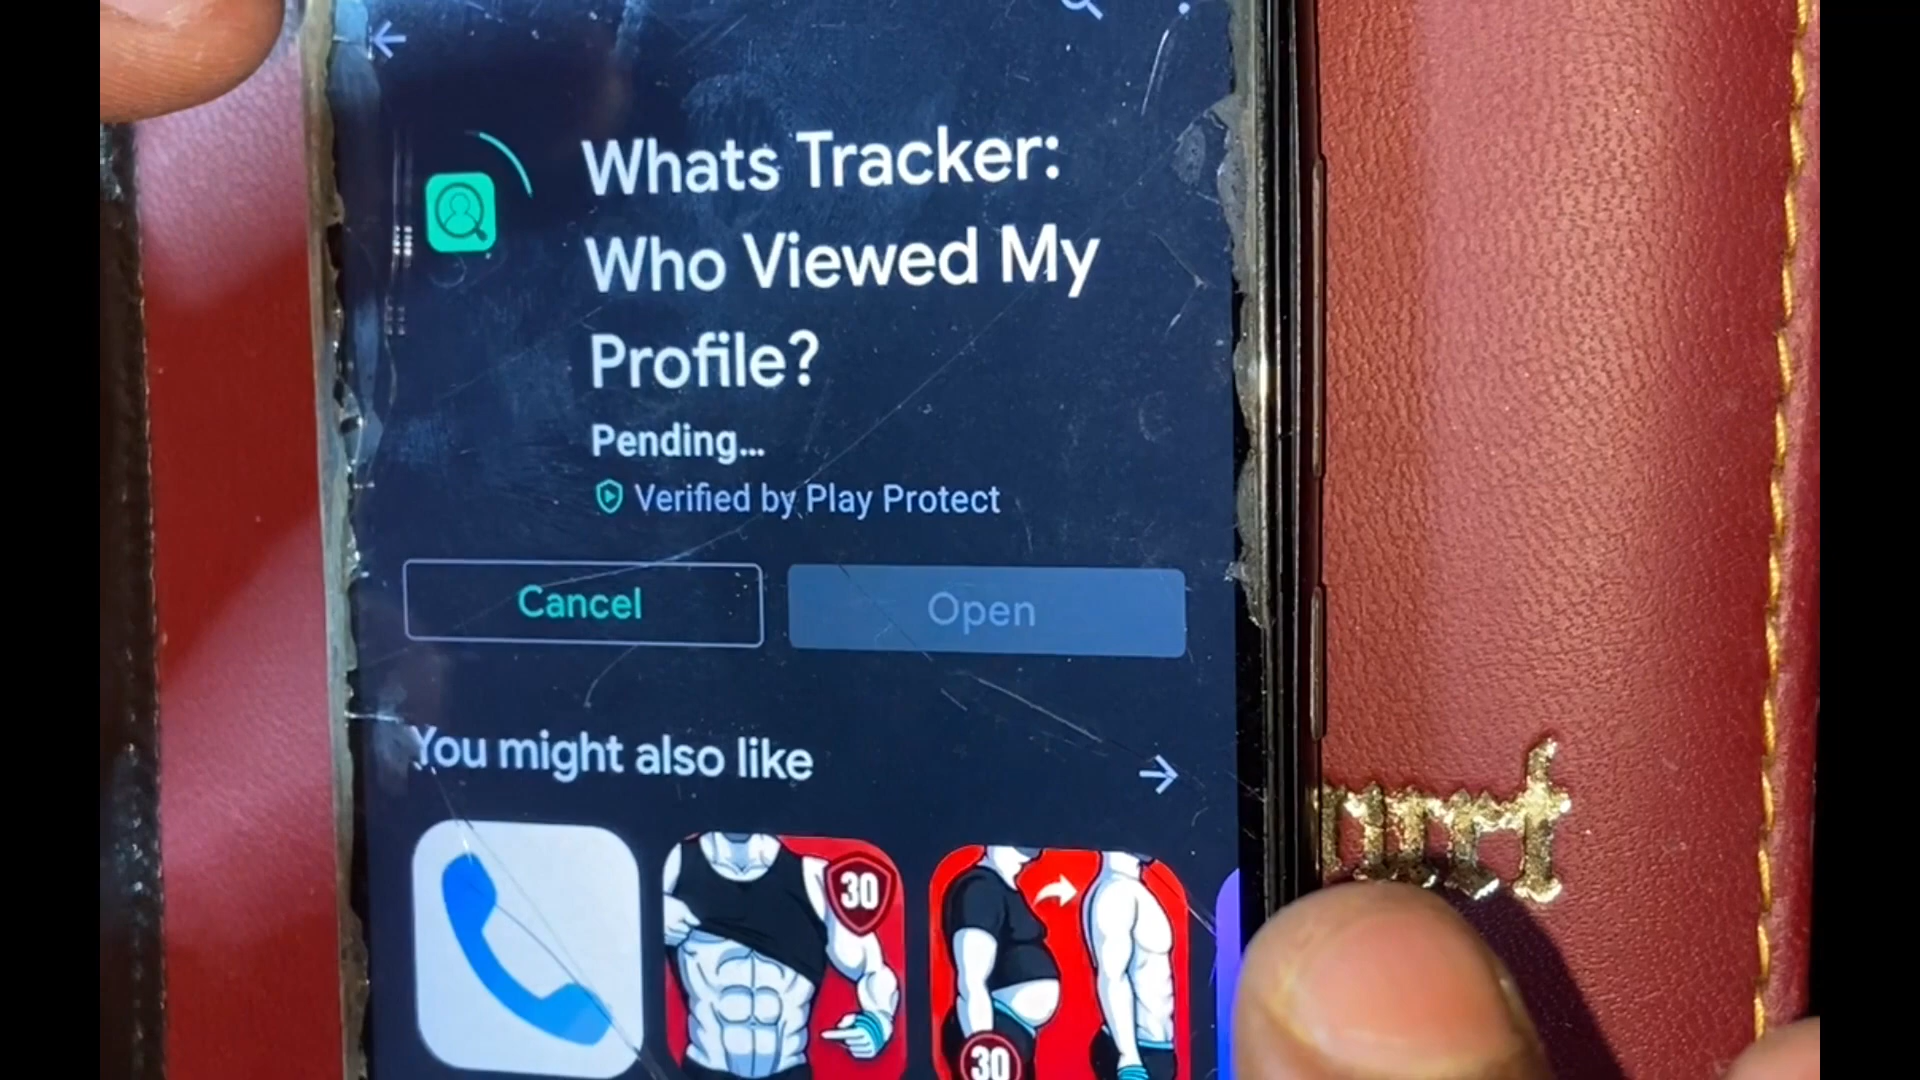 Whats Tracker:
Who Viewed My
Profile?
Pending...
Verified by Play Protect
Cancel
Open
You might also like
30
30